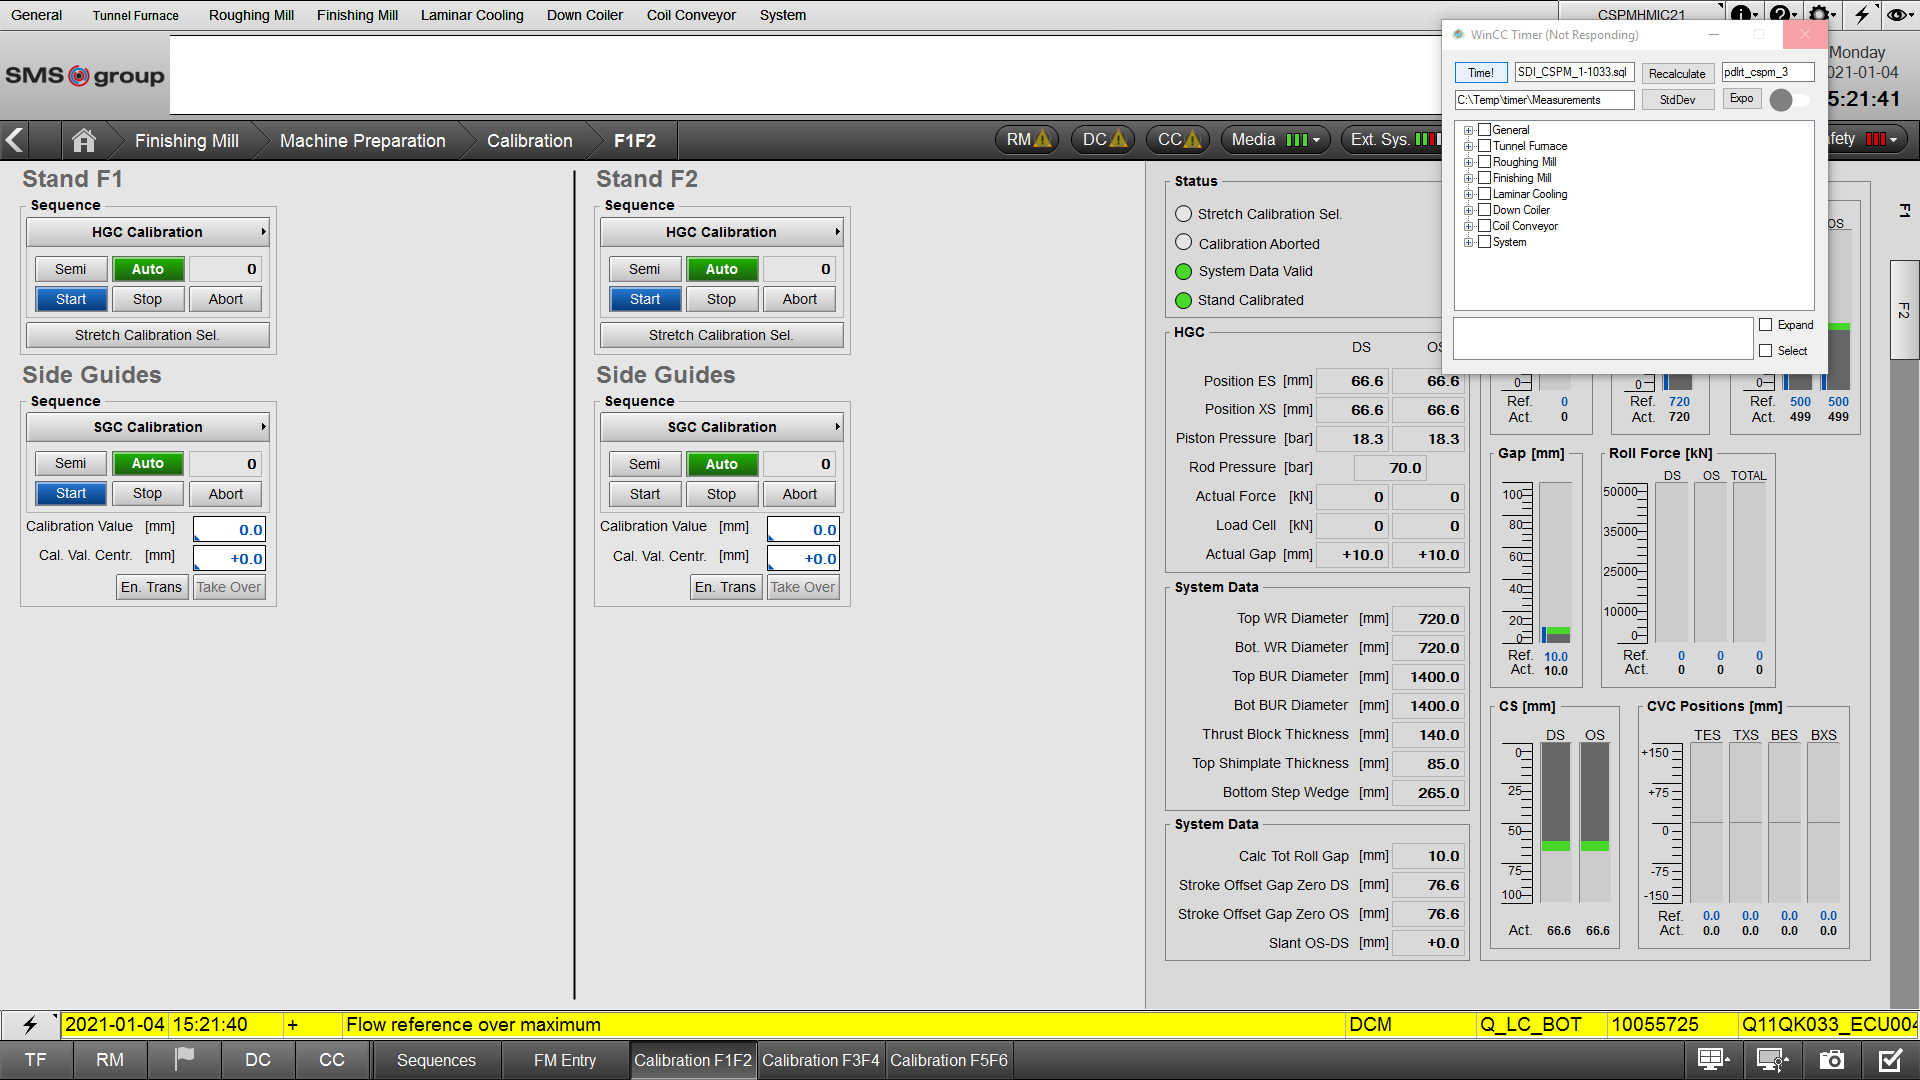 General Tunnel Furnace Roughing Mill Finishing Mill Laminar Cooling Down Coiler Coil Conveyor System CSPMHMIC21
SMS group
Monday
2021-01-04
15:21:41
WinCC Timer (Not Responding)
Time! SDI_CSPM_1-1033.sql Recalculate pdlrt_cspm_3
C:\Temp\timer\Measurements StdDev Expo
General
Tunnel Furnace
Roughing Mill
Finishing Mill
Laminar Cooling
Down Coiler
Coil Conveyor
System
Expand
Select
Finishing Mill Machine Preparation Calibration F1F2 RM DC CC Media Ext. Sys. fety
Stand F1
Sequence
HGC Calibration
Semi Auto 0
Start Stop Abort
Stretch Calibration Sel.
Side Guides
Sequence
SGC Calibration
Semi Auto 0
Start Stop Abort
Calibration Value [mm] 0.0
Cal. Val. Centr. [mm] +0.0
En. Trans Take Over
Stand F2
Sequence
HGC Calibration
Semi Auto 0
Start Stop Abort
Stretch Calibration Sel.
Side Guides
Sequence
SGC Calibration
Semi Auto 0
Start Stop Abort
Calibration Value [mm] 0.0
Cal. Val. Centr. [mm] +0.0
En. Trans Take Over
Status
Stretch Calibration Sel.
Calibration Aborted
System Data Valid
Stand Calibrated
HGC
DS OS
Position ES [mm] 66.6 66.6
Position XS [mm] 66.6 66.6
Piston Pressure [bar] 18.3 18.3
Rod Pressure [bar] 70.0
Actual Force [kN] 0 0
Load Cell [kN] 0 0
Actual Gap [mm] +10.0 +10.0
System Data
Top WR Diameter [mm] 720.0
Bot. WR Diameter [mm] 720.0
Top BUR Diameter [mm] 1400.0
Bot BUR Diameter [mm] 1400.0
Thrust Block Thickness [mm] 140.0
Top Shimplate Thickness [mm] 85.0
Bottom Step Wedge [mm] 265.0
System Data
Calc Tot Roll Gap [mm] 10.0
Stroke Offset Gap Zero DS [mm] 76.6
Stroke Offset Gap Zero OS [mm] 76.6
Slant OS-DS [mm] +0.0
OS
0 0 0
Ref. 0 Ref. 720 Ref. 500 500
Act. 0 Act. 720 Act. 499 499
Gap [mm]
100
80
60
40
20
0
Ref. 10.0
Act. 10.0
Roll Force [kN]
DS OS TOTAL
50000
35000
25000
10000
0
Ref. 0 0 0
Act. 0 0 0
CS [mm]
DS OS
0
25
50
75
100
Act. 66.6 66.6
CVC Positions [mm]
TES TXS BES BXS
+150
+75
0
-75
-150
Ref. 0.0 0.0 0.0 0.0
Act. 0.0 0.0 0.0 0.0
F1
F2
2021-01-04 15:21:40 + Flow reference over maximum DCM Q_LC_BOT 10055725 Q11QK033_ECU004
TF RM DC CC Sequences FM Entry Calibration F1F2 Calibration F3F4 Calibration F5F6